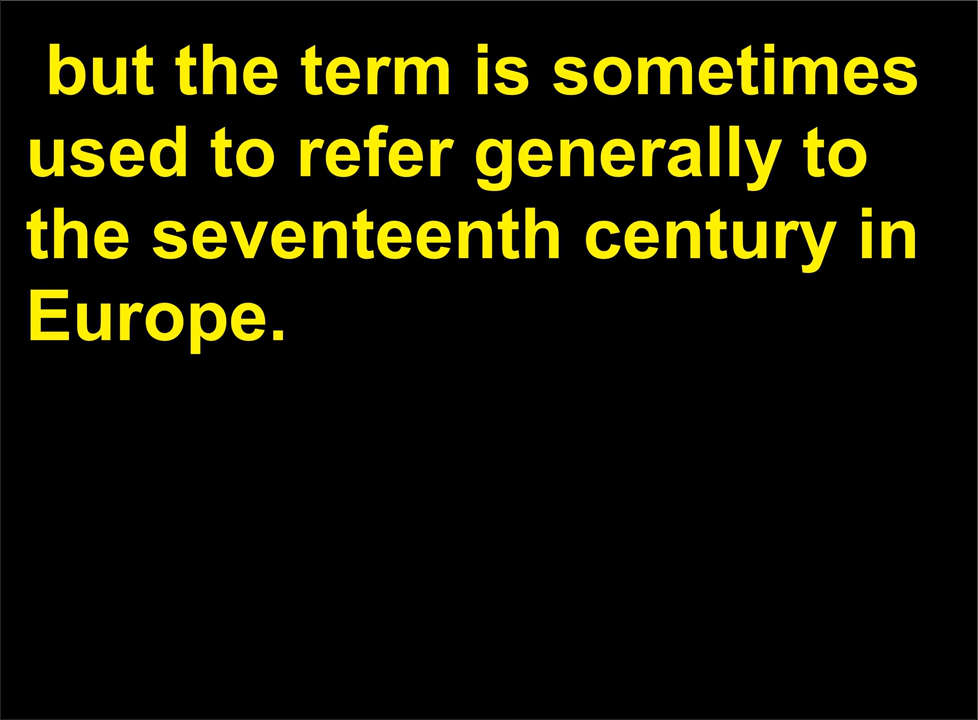 but the term is sometimes
used to refer generally to
the seventeenth century in
Europe.